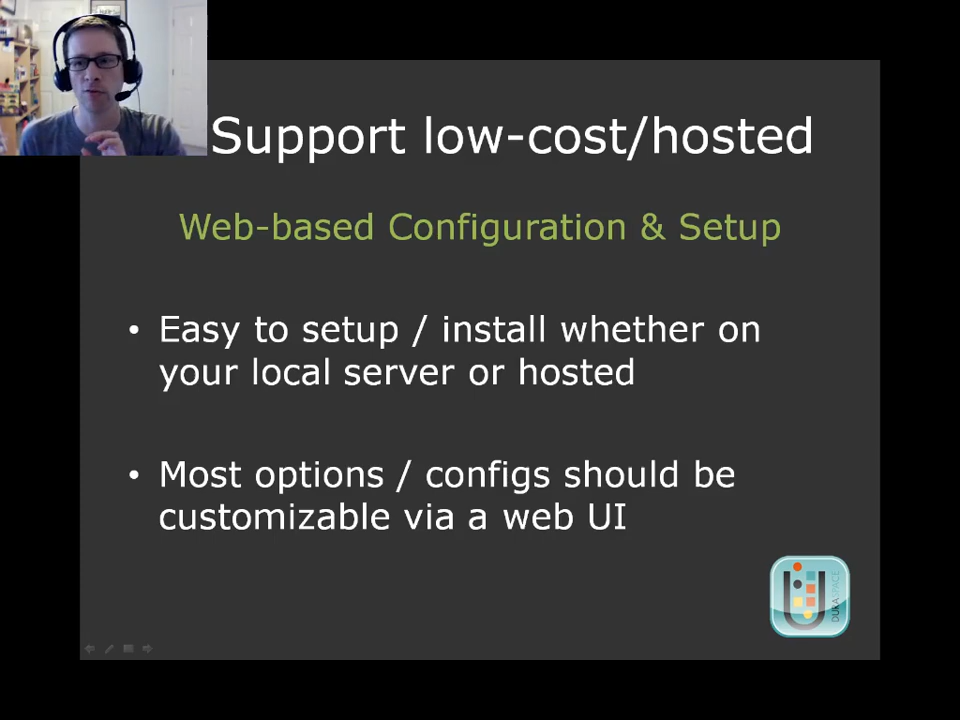 Support low-cost/hosted
Web-based Configuration & Setup
• Easy to setup / install whether on
your local server or hosted
• Most options / configs should be
customizable via a web UI
DURASPACE